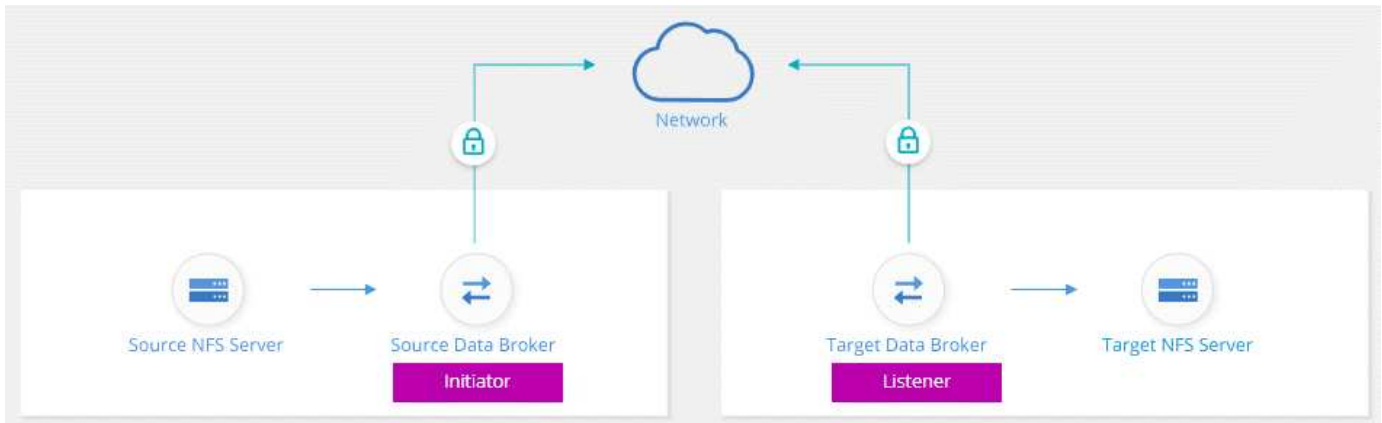 Network
Source NFS Server
Source Data Broker
Target Data Broker
Target NFS Server
Initiator
Listener